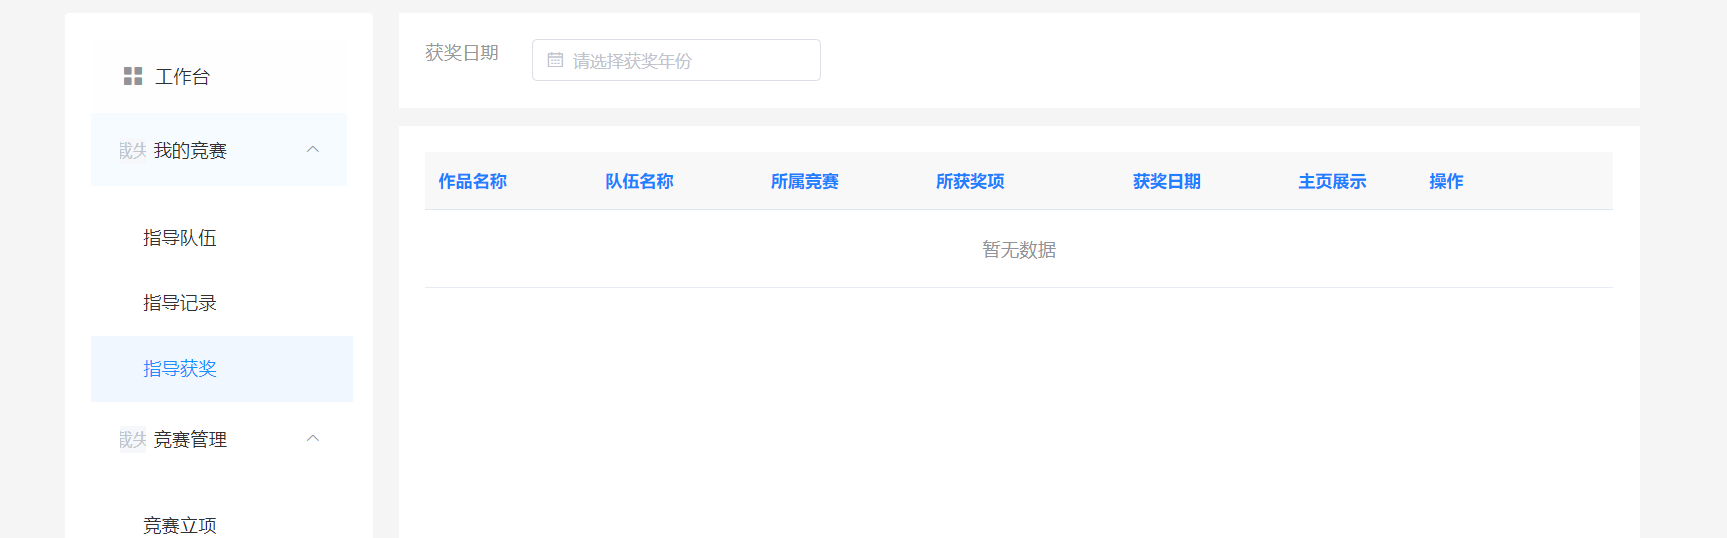 工作台
我的竞赛
指导队伍
指导记录
指导获奖
竞赛管理
竞赛立项
获奖日期 请选择获奖年份
作品名称 队伍名称 所属竞赛 所获奖项 获奖日期 主页展示 操作
暂无数据